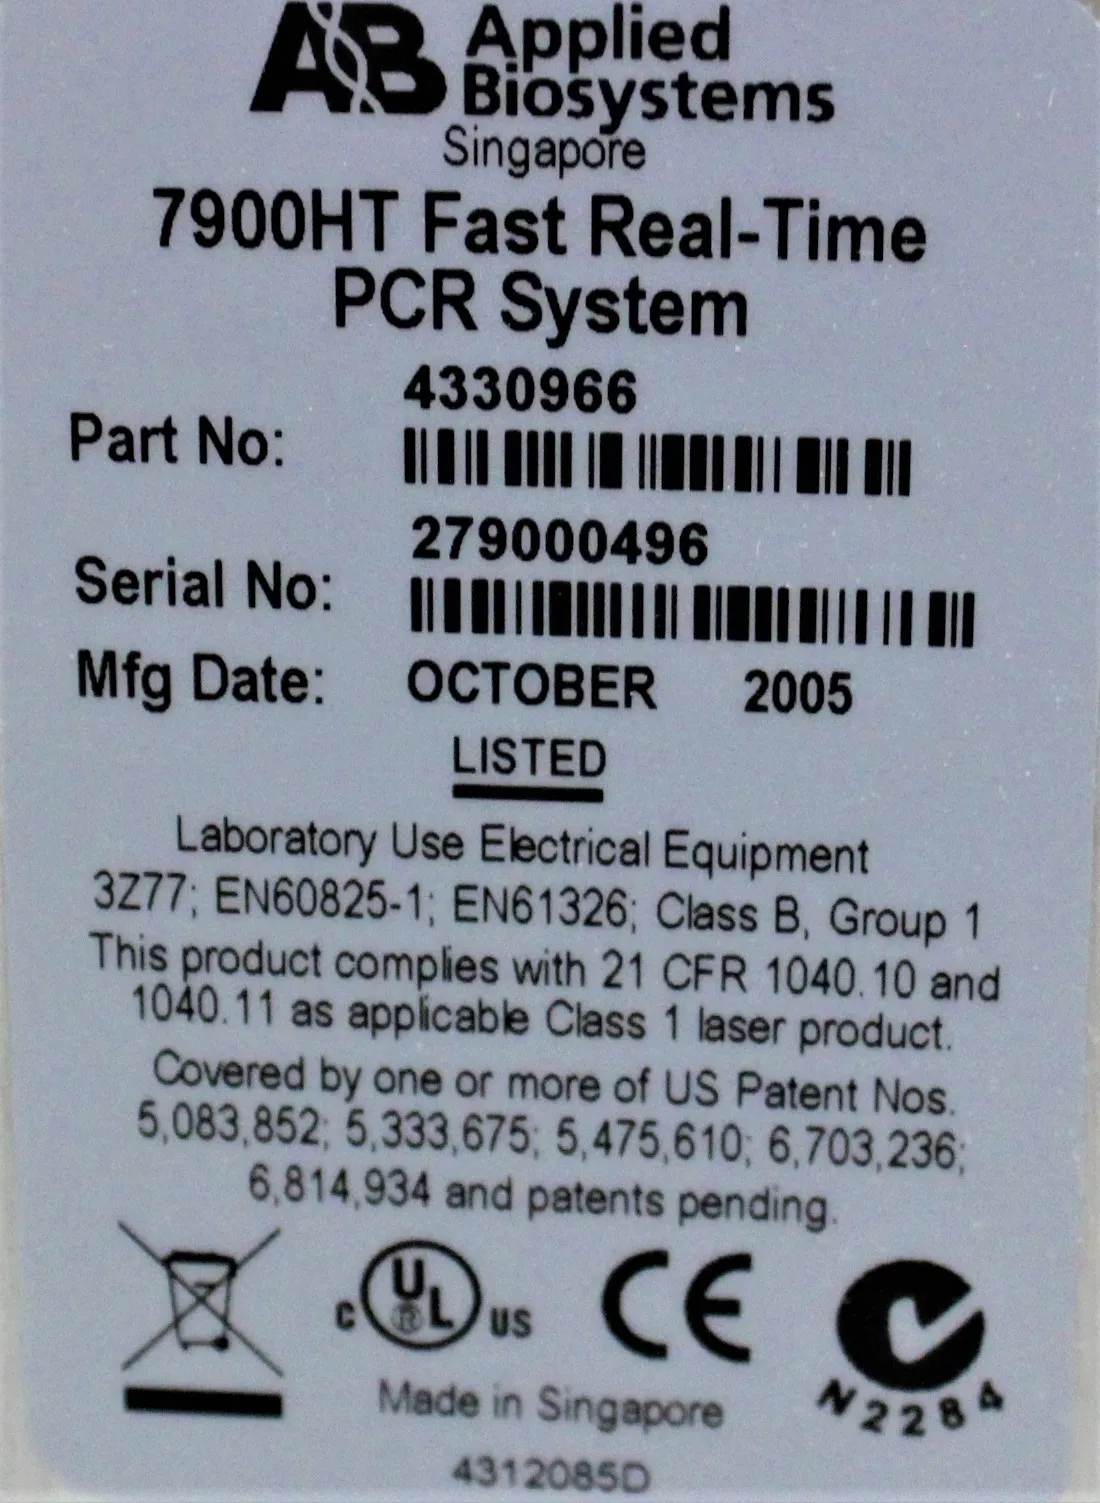 AB Applied
Biosystems
Singapore
7900HT Fast Real-Time
PCR System
4330966
Part No:
279000496
Serial No:
Mfg Date: OCTOBER 2005
LISTED
Laboratory Use Electrical Equipment
3Z77; EN60825-1; EN61326; Class B, Group 1
This product complies with 21 CFR 1040.10 and
1040.11 as applicable Class 1 laser product.
Covered by one or more of US Patent Nos.
5,083,852; 5,333,675; 5,475,610; 6,703,236;
6,814,934 and patents pending.
C UL ® US CE
N2284
Made in Singapore
4312085D